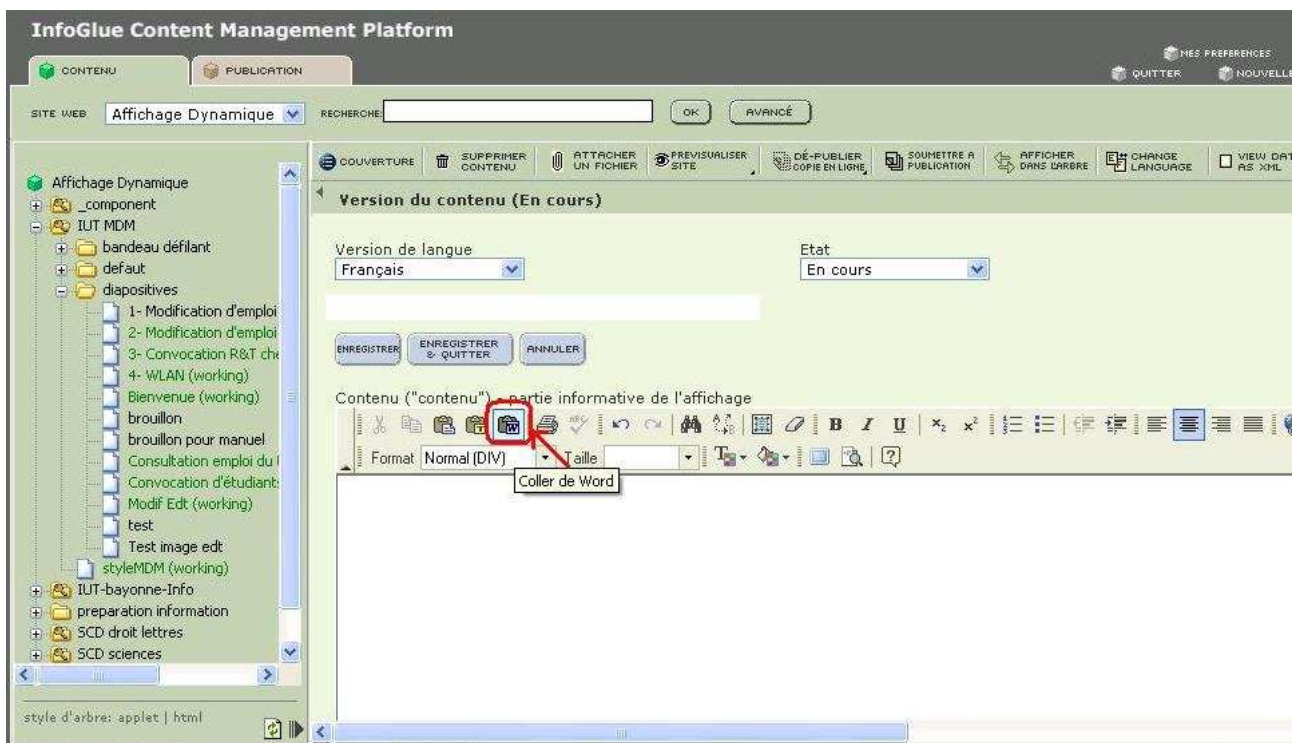 InfoGlue Content Management Platform
MES PREFERENCES
CONTENU
PUBLICATION
QUITTER
NOUVELLE
SITE WEB
Affichage Dynamique
RECHERCHE:
OK
AVANCÉ
COUVERTURE
SUPPRIMER
CONTENU
ATTACHER
UN FICHIER
PREVISUALISER
SITE
DÉ-PUBLIER
COPIE EN LIGNE
SOUMETTRE A
PUBLICATION
AFFICHER
DANS L'ARBRE
CHANGE
LANGUAGE
VIEW DAT
AS XML
Affichage Dynamique
_component
IUT MDM
bandeau défilant
defaut
diapositives
1- Modification d'emploi
2- Modification d'emploi
3- Convocation R&T che
4- WLAN (working)
Bienvenue (working)
brouillon
brouillon pour manuel
Consultation emploi du
Convocation d'étudiants
Modif Edt (working)
test
Test image edt
styleMDM (working)
IUT-bayonne-Info
preparation information
SCD droit lettres
SCD sciences
style d'arbre: applet | html
Version du contenu (En cours)
Version de langue
Français
Etat
En cours
ENREGISTRER
ENREGISTRER
& QUITTER
ANNULER
Contenu ("contenu") - partie informative de l'affichage
Format Normal (DIV) Taille
Coller de Word